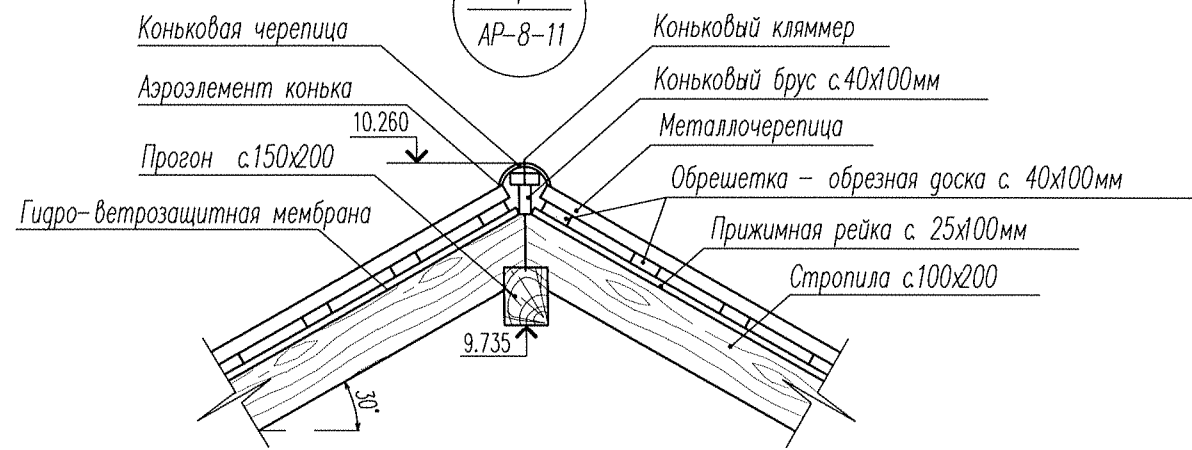 АР-8-11
Коньковая черепица
Коньковый кляммер
Аэроэлемент конька
Коньковый брус с.40х100мм
10.260
Металлочерепица
Прогон с.150х200
Обрешетка - обрезная доска с. 40х100мм
Гидро-ветрозащитная мембрана
Прижимная рейка с. 25х100мм
Стропила с.100х200
9.735
30°